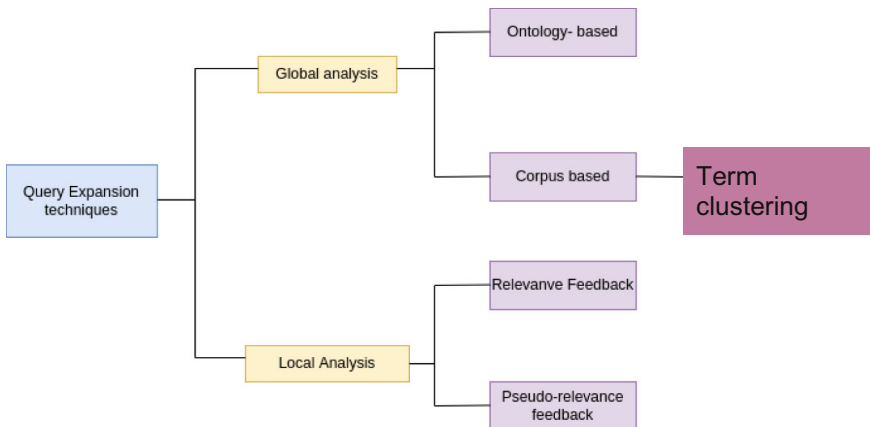 Ontology- based
Global analysis
Query Expansion
techniques
Corpus based
Term
clustering
Relevanve Feedback
Local Analysis
Pseudo-relevance
feedback